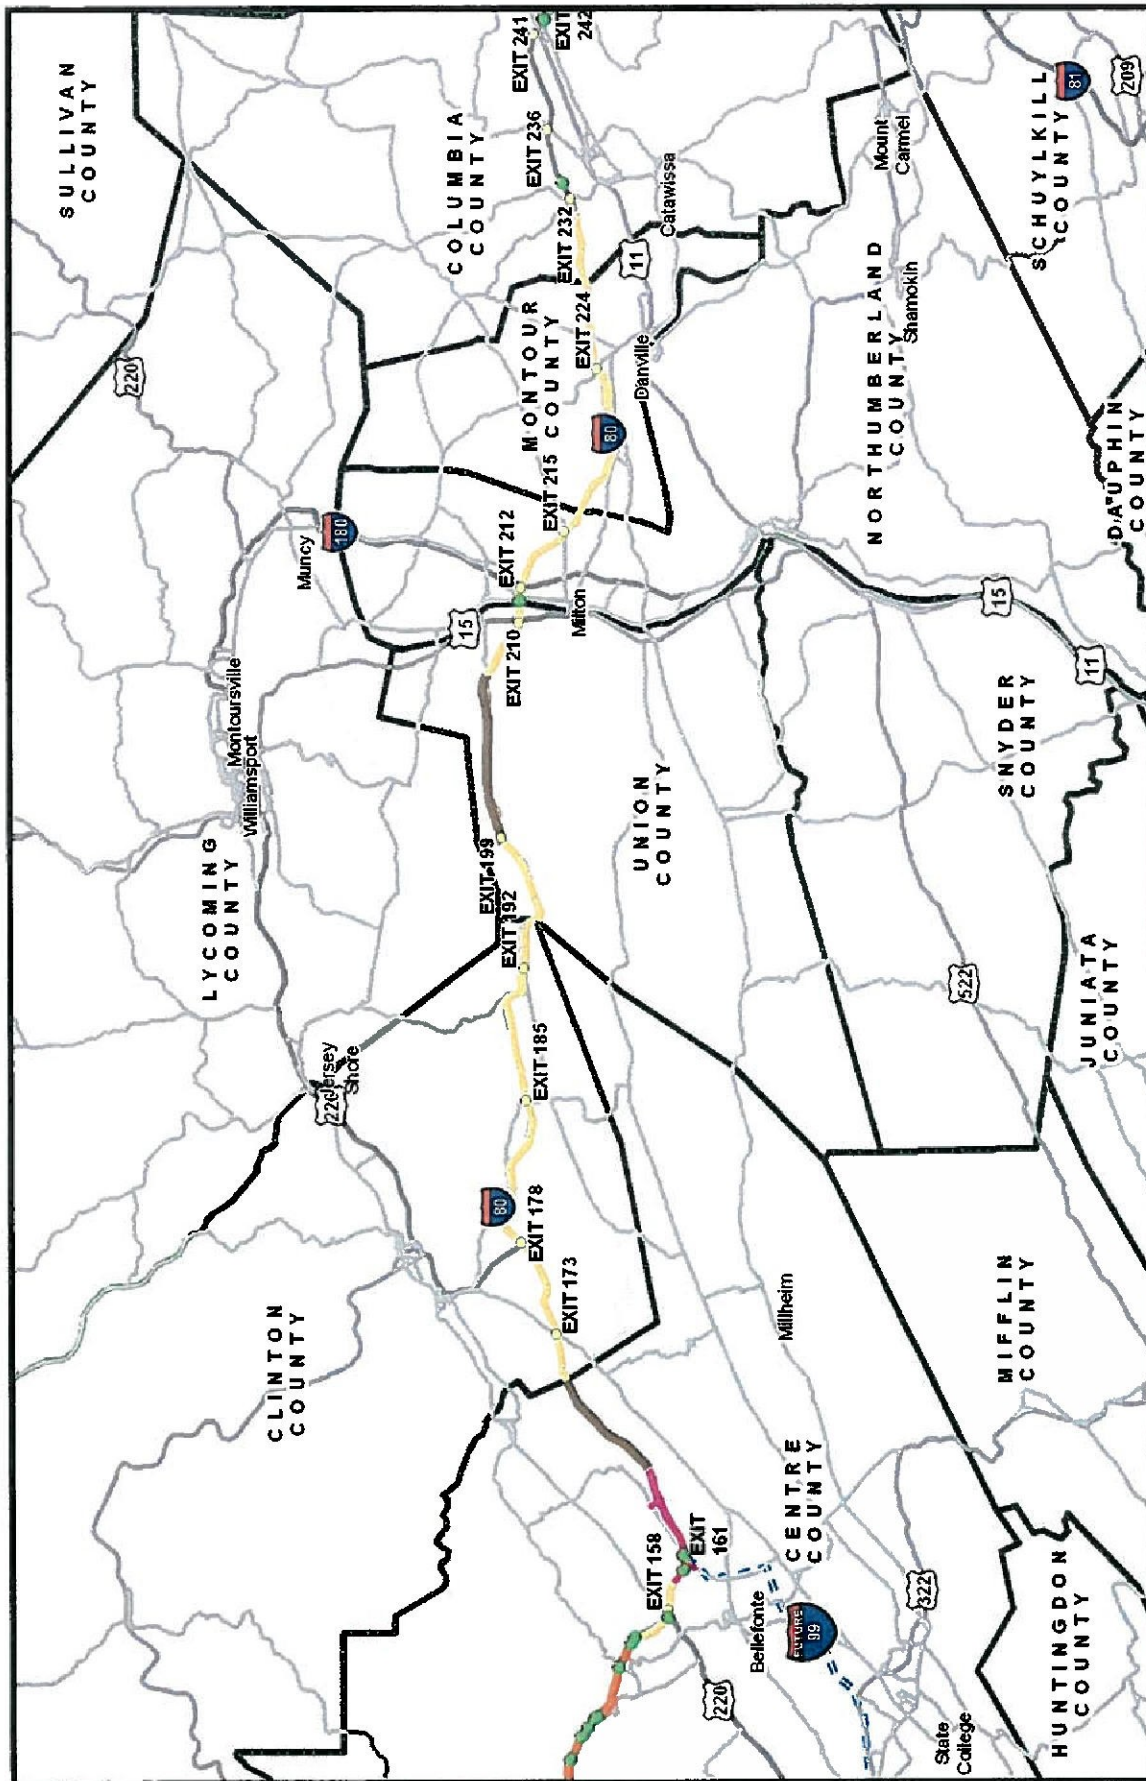 SULLIVAN
COUNTY
220
180
Muncy
Montoursville
Williamsport
LYCOMING
COUNTY
220
Jersey
Shore
CLINTON
COUNTY
COLUMBIA
COUNTY
EXIT 241
EXIT
242
EXIT 236
EXIT 232
EXIT 224
MONTOUR
COUNTY
80
EXIT 215
EXIT 212
15
EXIT 210
EXIT 199
EXIT 192
EXIT 185
80
EXIT 178
EXIT 173
EXIT
161
EXIT 158
Catawissa
11
Danville
Milton
UNION
COUNTY
Millheim
CENTRE
COUNTY
Bellefonte
220
FUTURE
99
322
State
College
Mount
Carmel
SCHUYLKILL
COUNTY
81
209
NORTHUMBERLAND
COUNTY
Shamokin
DAUPHIN
COUNTY
15
11
SNYDER
COUNTY
522
JUNIATA
COUNTY
MIFFLIN
COUNTY
HUNTINGDON
COUNTY